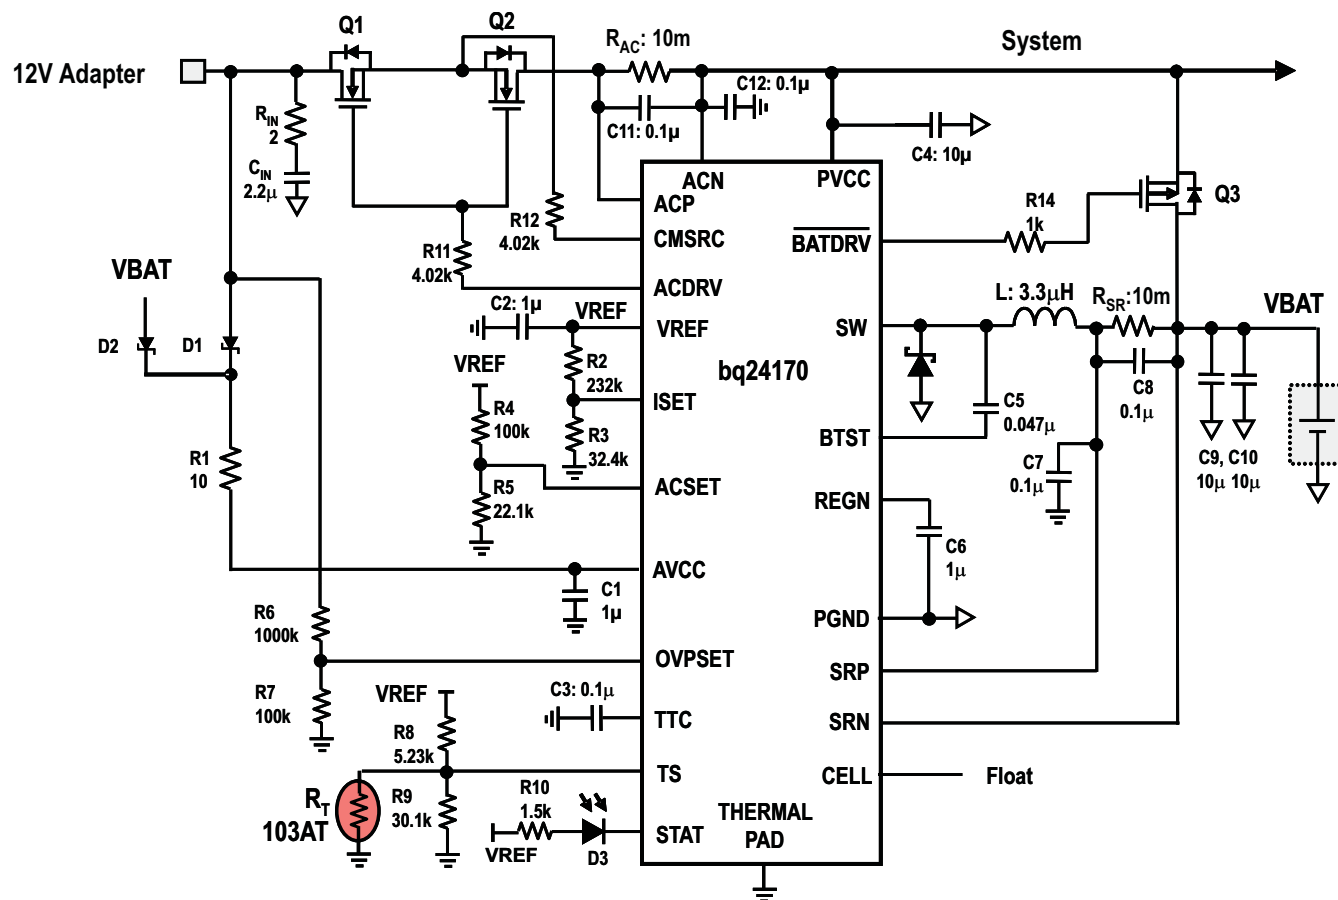 Q1
Q2
R_AC: 10m
System
12V Adapter
C12: 0.1µ
R_IN
2
C11: 0.1µ
C4: 10µ
C_IN
2.2µ
ACN
PVCC
ACP
R12
4.02k
CMSRC
R14
1k
Q3
BATDRV
R11
4.02k
VBAT
ACDRV
C2: 1µ
VREF
VREF
L: 3.3µH
R_SR:10m
VBAT
SW
D2
D1
VREF
R2
232k
bq24170
C8
0.1µ
ISET
R4
100k
C5
0.047µ
R3
32.4k
BTST
R1
10
C7
0.1µ
C9, C10
10µ 10µ
R5
22.1k
ACSET
REGN
C6
1µ
AVCC
C1
1µ
R6
1000k
PGND
OVPSET
SRP
R7
100k
VREF
C3: 0.1µ
TTC
SRN
R8
5.23k
TS
CELL
Float
R_T
103AT
R9
30.1k
R10
1.5k
THERMAL
PAD
STAT
VREF
D3